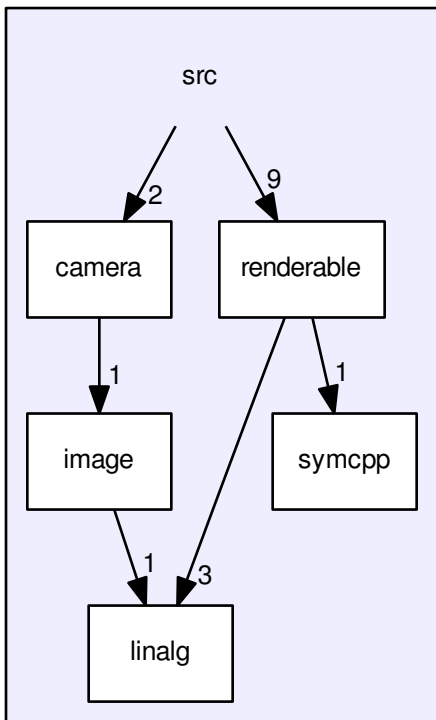 src
2
9
camera
renderable
1
1
image
symcpp
1
3
linalg